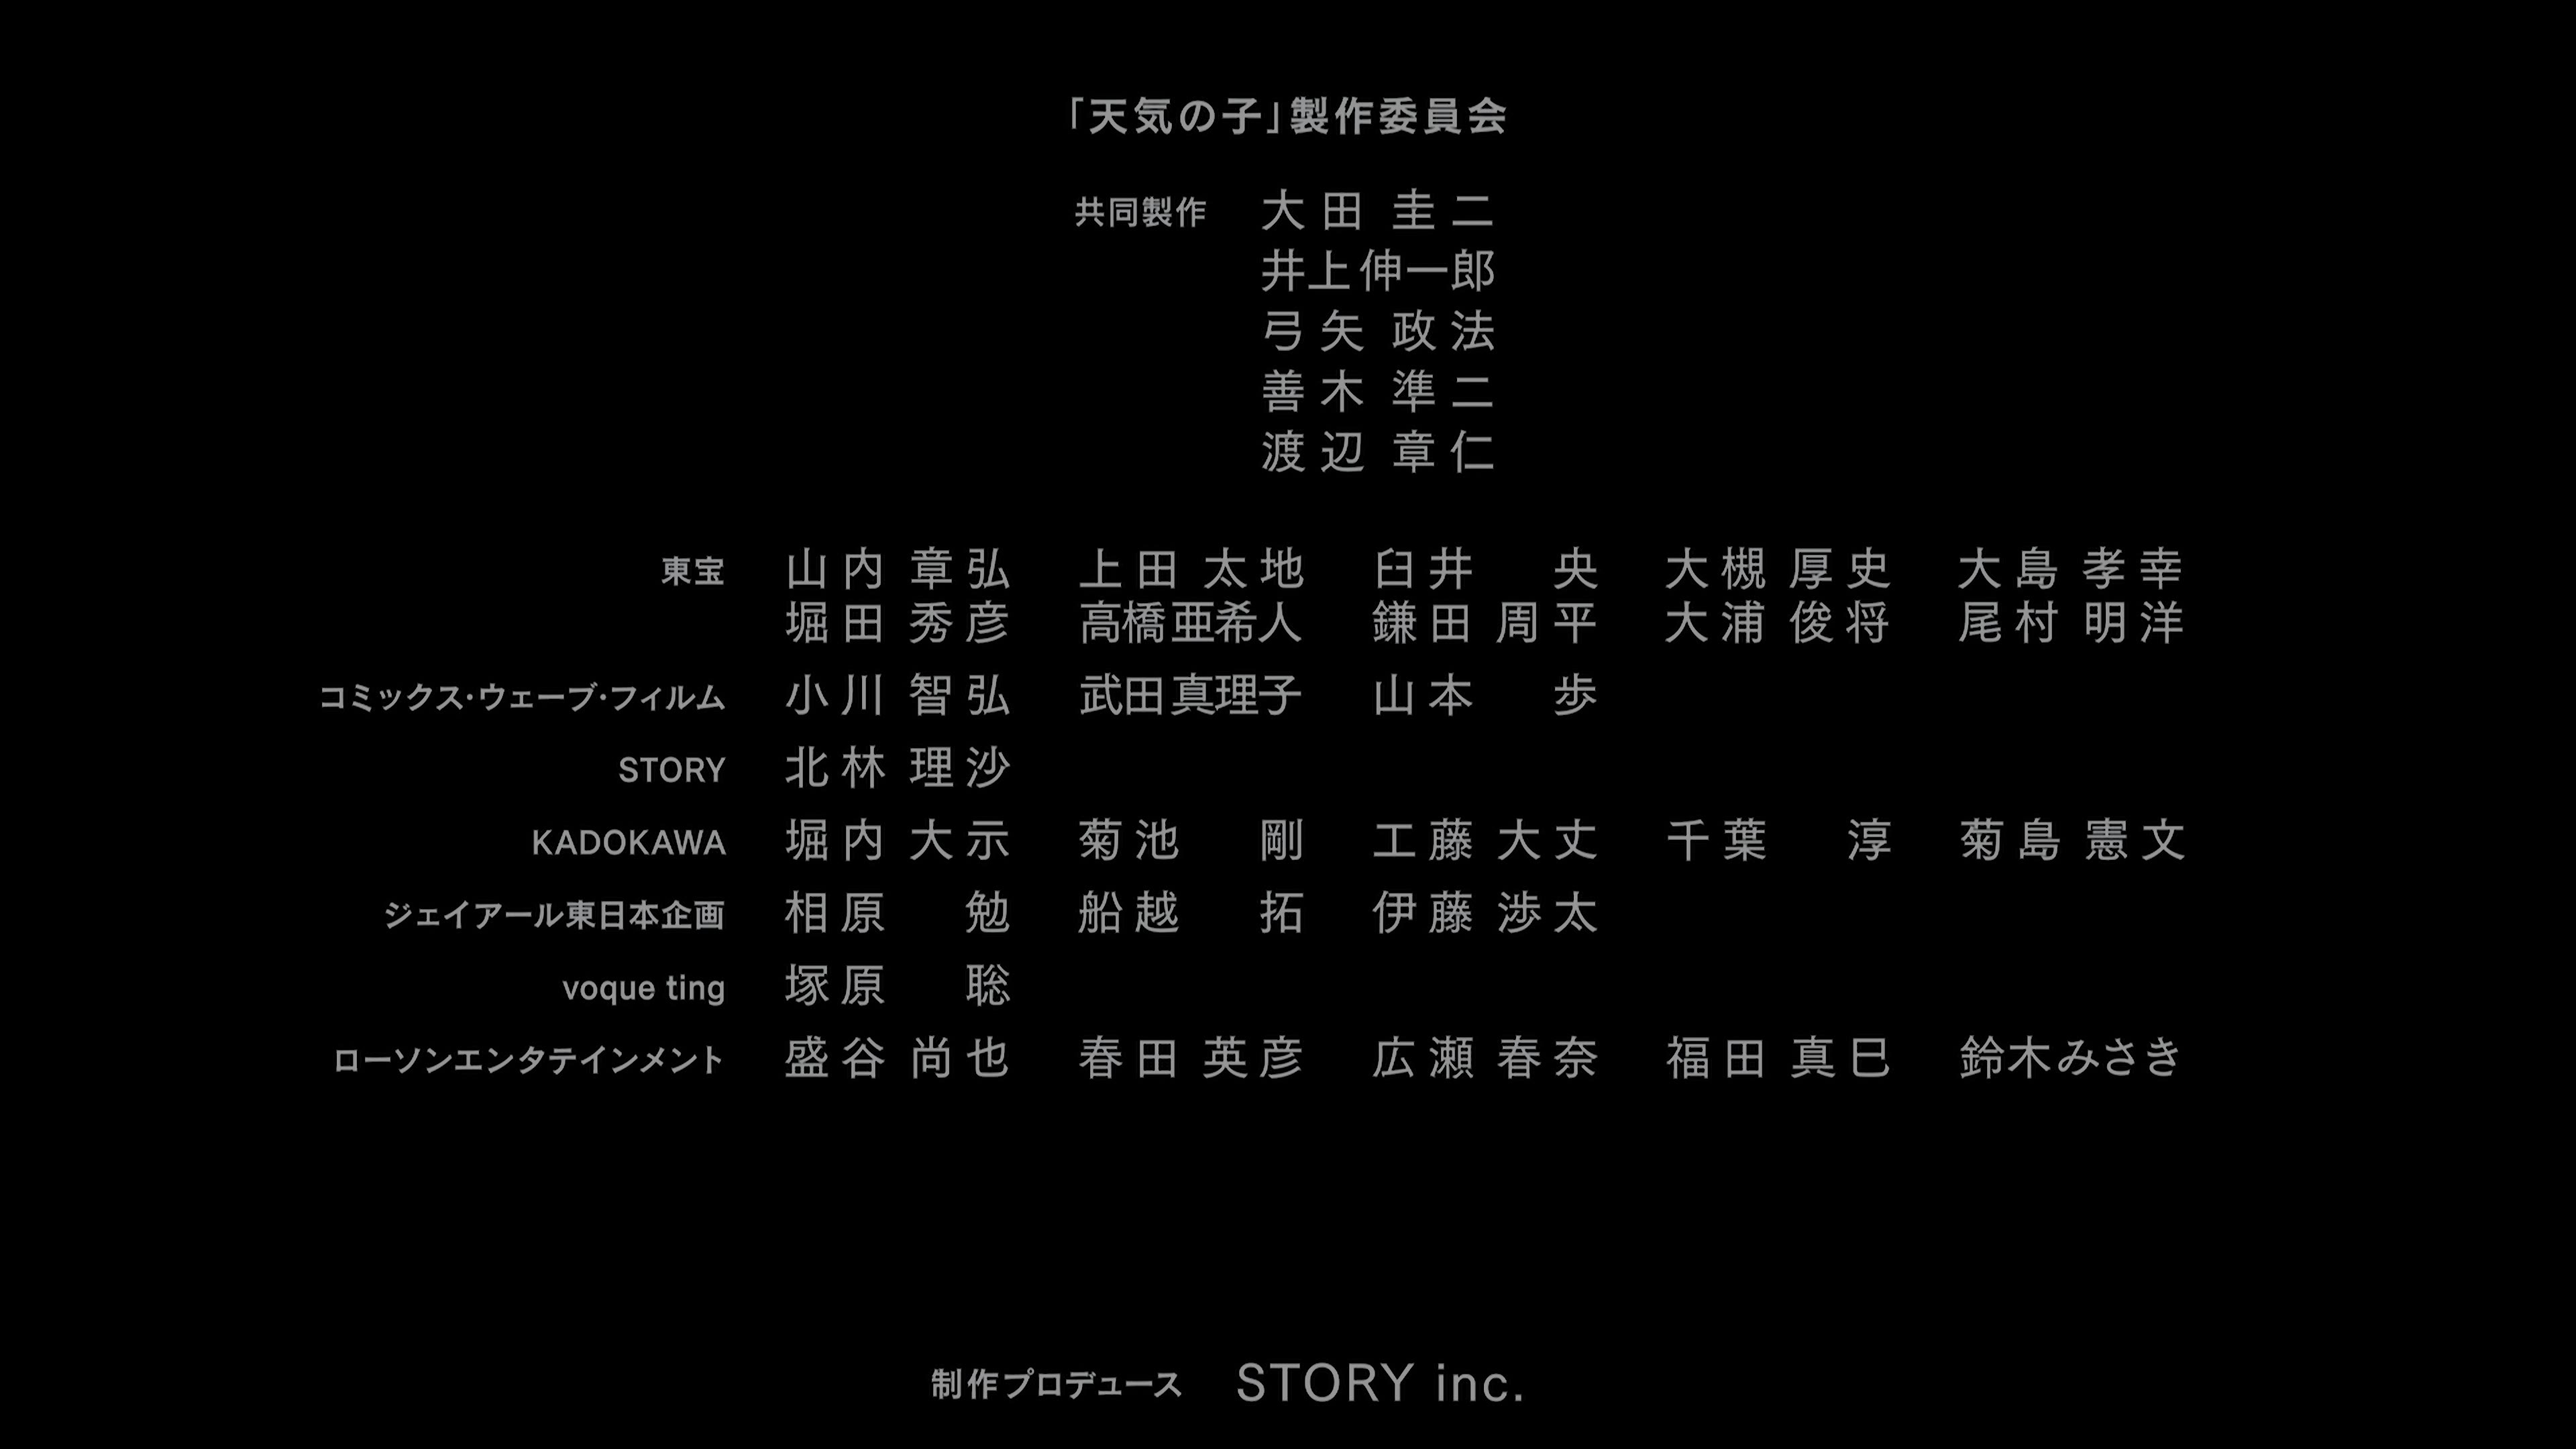 「天気の子」製作委員会
共同製作 大田 圭二
井上伸一郎
弓矢 政法
善木 準二
渡辺 章仁
東宝 山内 章弘 上田 太地 臼井 央 大槻 厚史 大島 孝幸
堀田 秀彦 高橋亜希人 鎌田 周平 大浦 俊将 尾村 明洋
コミックス・ウェーブ・フィルム 小川 智弘 武田真理子 山本 歩
STORY 北林 理沙
KADOKAWA 堀内 大示 菊池 剛 工藤 大丈 千葉 淳 菊島 憲文
ジェイアール東日本企画 相原 勉 船越 拓 伊藤 渉太
voque ting 塚原 聡
ローソンエンタテインメント 盛谷 尚也 春田 英彦 広瀬 春奈 福田 真巳 鈴木みさき
制作プロデュース STORY inc.